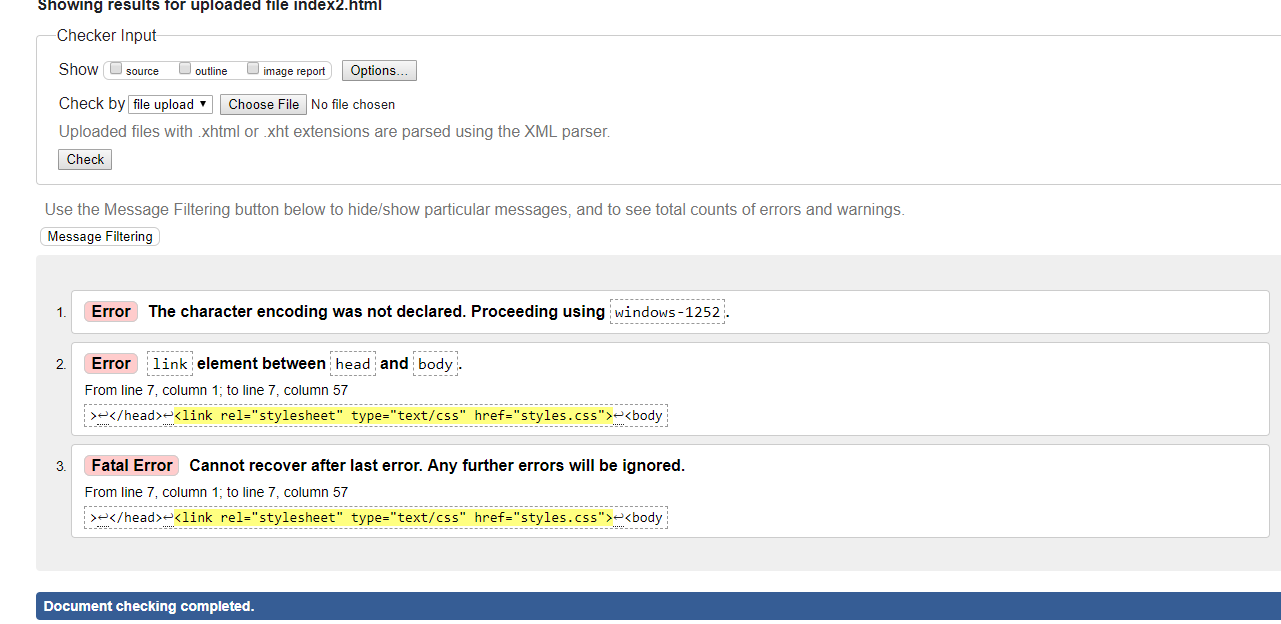 Showing results for uploaded file index2.html
Checker Input
Show source outline image report Options...
Check by file upload ▼ Choose File No file chosen
Uploaded files with .xhtml or .xht extensions are parsed using the XML parser.
Check
Use the Message Filtering button below to hide/show particular messages, and to see total counts of errors and warnings.
Message Filtering
1. Error The character encoding was not declared. Proceeding using windows-1252.
2. Error link element between head and body.
From line 7, column 1; to line 7, column 57
>↩</head>↩<link rel="stylesheet" type="text/css" href="styles.css">↩<body
3. Fatal Error Cannot recover after last error. Any further errors will be ignored.
From line 7, column 1; to line 7, column 57
>↩</head>↩<link rel="stylesheet" type="text/css" href="styles.css">↩<body
Document checking completed.